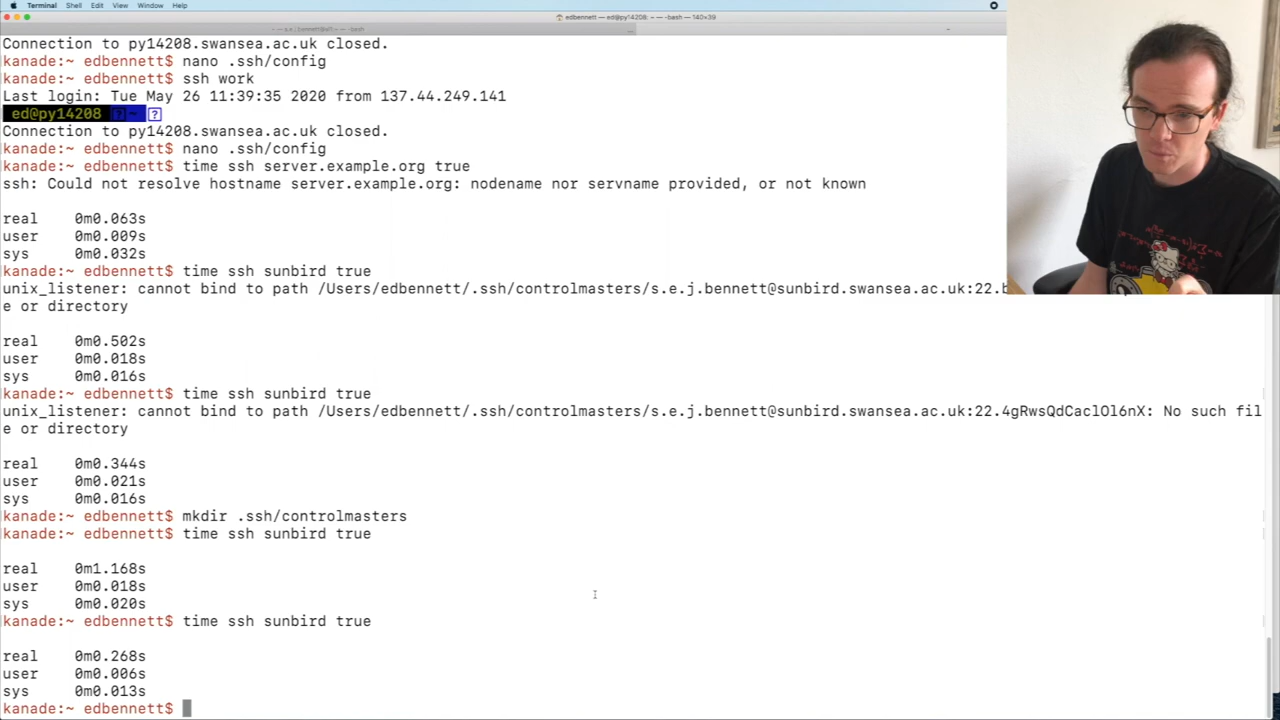 Terminal Shell Edit View Window Help
edbennett — ed@py14208: ~ — -bash — 140×39
Connection to py14208.swansea.ac.uk closed.
kanade:~ edbennett$ nano .ssh/config
kanade:~ edbennett$ ssh work
Last login: Tue May 26 11:39:35 2020 from 137.44.249.141
ed@py14208 ? ~ ?
Connection to py14208.swansea.ac.uk closed.
kanade:~ edbennett$ nano .ssh/config
kanade:~ edbennett$ time ssh server.example.org true
ssh: Could not resolve hostname server.example.org: nodename nor servname provided, or not known
real 0m0.063s
user 0m0.009s
sys 0m0.032s
kanade:~ edbennett$ time ssh sunbird true
unix_listener: cannot bind to path /Users/edbennett/.ssh/controlmasters/s.e.j.bennett@sunbird.swansea.ac.uk:22.
e or directory
real 0m0.502s
user 0m0.018s
sys 0m0.016s
kanade:~ edbennett$ time ssh sunbird true
unix_listener: cannot bind to path /Users/edbennett/.ssh/controlmasters/s.e.j.bennett@sunbird.swansea.ac.uk:22.4gRwsQdCaclOl6nX: No such fil
e or directory
real 0m0.344s
user 0m0.021s
sys 0m0.016s
kanade:~ edbennett$ mkdir .ssh/controlmasters
kanade:~ edbennett$ time ssh sunbird true
real 0m1.168s
user 0m0.018s
sys 0m0.020s
kanade:~ edbennett$ time ssh sunbird true
real 0m0.268s
user 0m0.006s
sys 0m0.013s
kanade:~ edbennett$